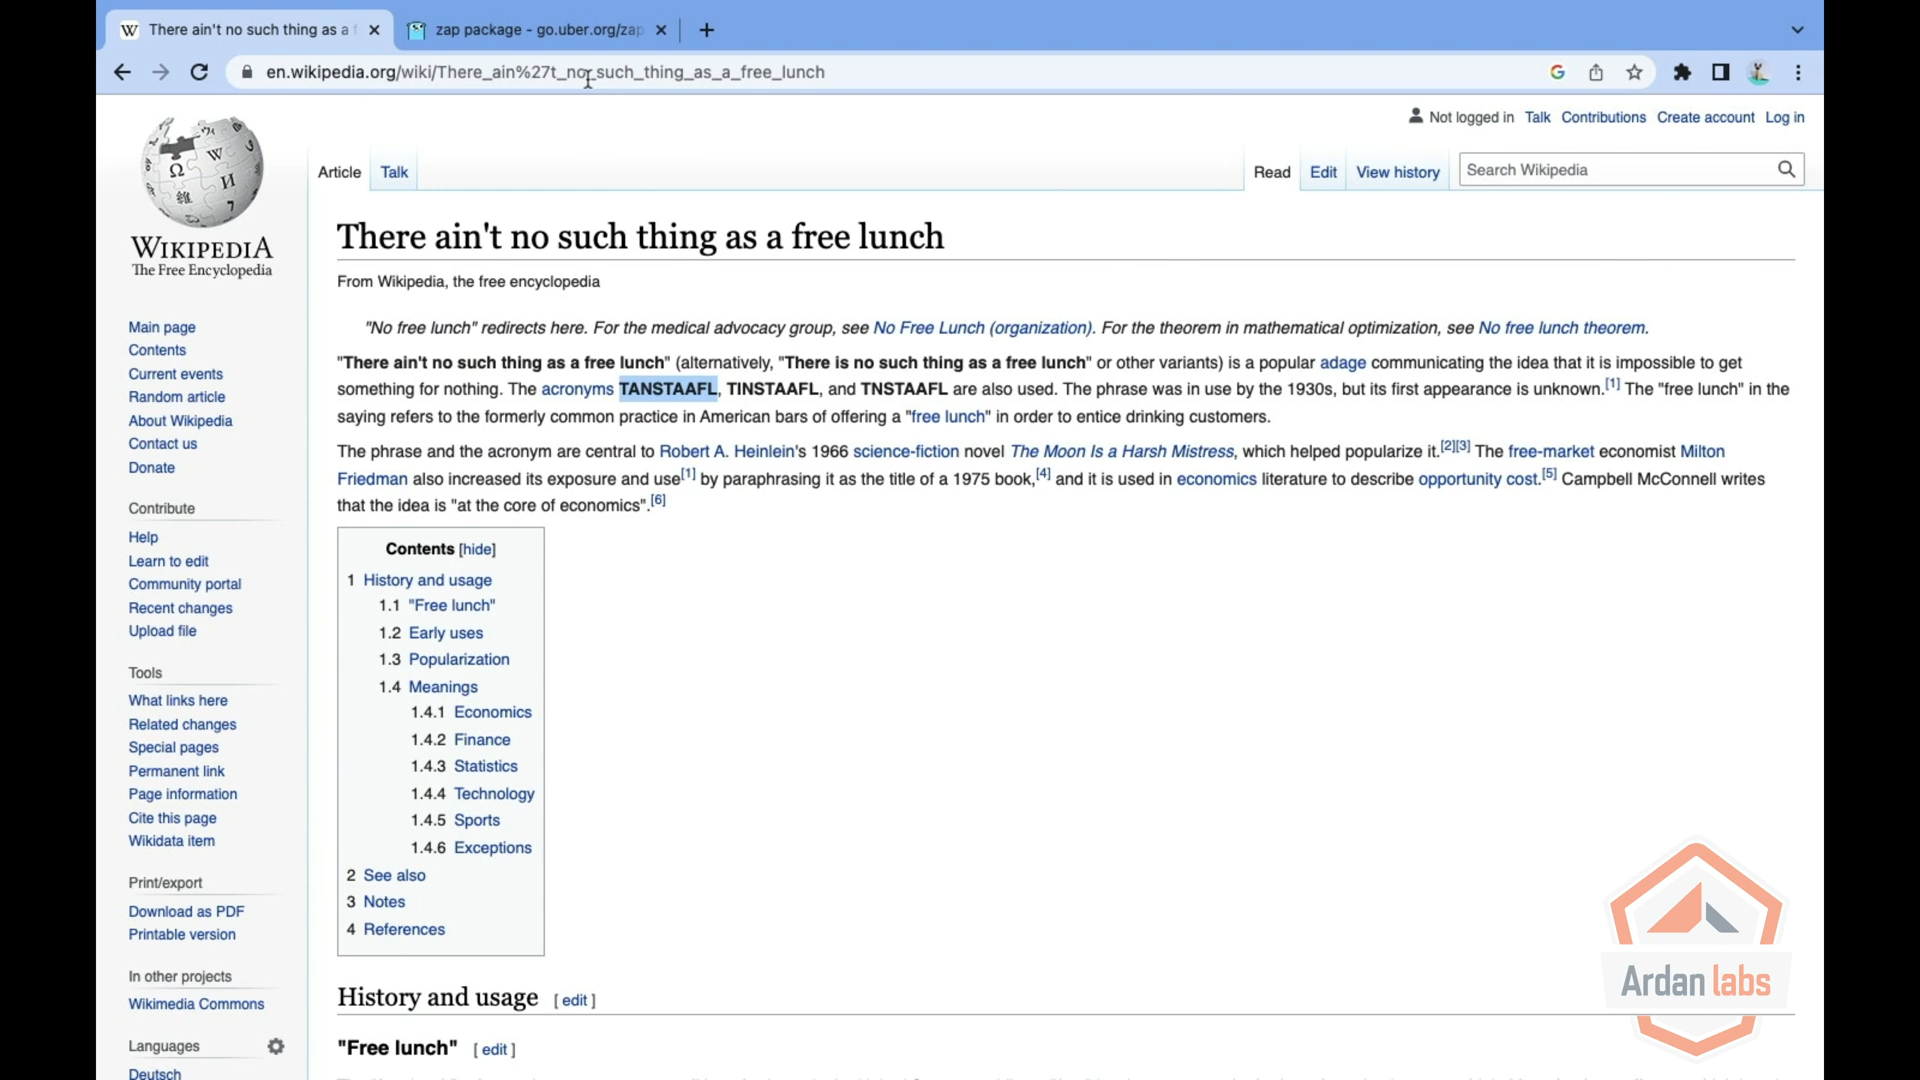 There ain't no such thing as a f
zap package - go.uber.org/zap
en.wikipedia.org/wiki/There_ain%27t_no_such_thing_as_a_free_lunch
Not logged in Talk Contributions Create account Log in
Article Talk Read Edit View history Search Wikipedia
WIKIPEDIA
The Free Encyclopedia
Main page
Contents
Current events
Random article
About Wikipedia
Contact us
Donate
Contribute
Help
Learn to edit
Community portal
Recent changes
Upload file
Tools
What links here
Related changes
Special pages
Permanent link
Page information
Cite this page
Wikidata item
Print/export
Download as PDF
Printable version
In other projects
Wikimedia Commons
Languages
Deutsch
There ain't no such thing as a free lunch
From Wikipedia, the free encyclopedia
"No free lunch" redirects here. For the medical advocacy group, see No Free Lunch (organization). For the theorem in mathematical optimization, see No free lunch theorem.
"There ain't no such thing as a free lunch" (alternatively, "There is no such thing as a free lunch" or other variants) is a popular adage communicating the idea that it is impossible to get
something for nothing. The acronyms TANSTAAFL, TINSTAAFL, and TNSTAAFL are also used. The phrase was in use by the 1930s, but its first appearance is unknown.[1] The "free lunch" in the
saying refers to the formerly common practice in American bars of offering a "free lunch" in order to entice drinking customers.
The phrase and the acronym are central to Robert A. Heinlein's 1966 science-fiction novel The Moon Is a Harsh Mistress, which helped popularize it.[2][3] The free-market economist Milton
Friedman also increased its exposure and use[1] by paraphrasing it as the title of a 1975 book,[4] and it is used in economics literature to describe opportunity cost.[5] Campbell McConnell writes
that the idea is "at the core of economics".[6]
Contents [hide]
1 History and usage
1.1 "Free lunch"
1.2 Early uses
1.3 Popularization
1.4 Meanings
1.4.1 Economics
1.4.2 Finance
1.4.3 Statistics
1.4.4 Technology
1.4.5 Sports
1.4.6 Exceptions
2 See also
3 Notes
4 References
History and usage [ edit ]
"Free lunch" [ edit ]
Ardan labs